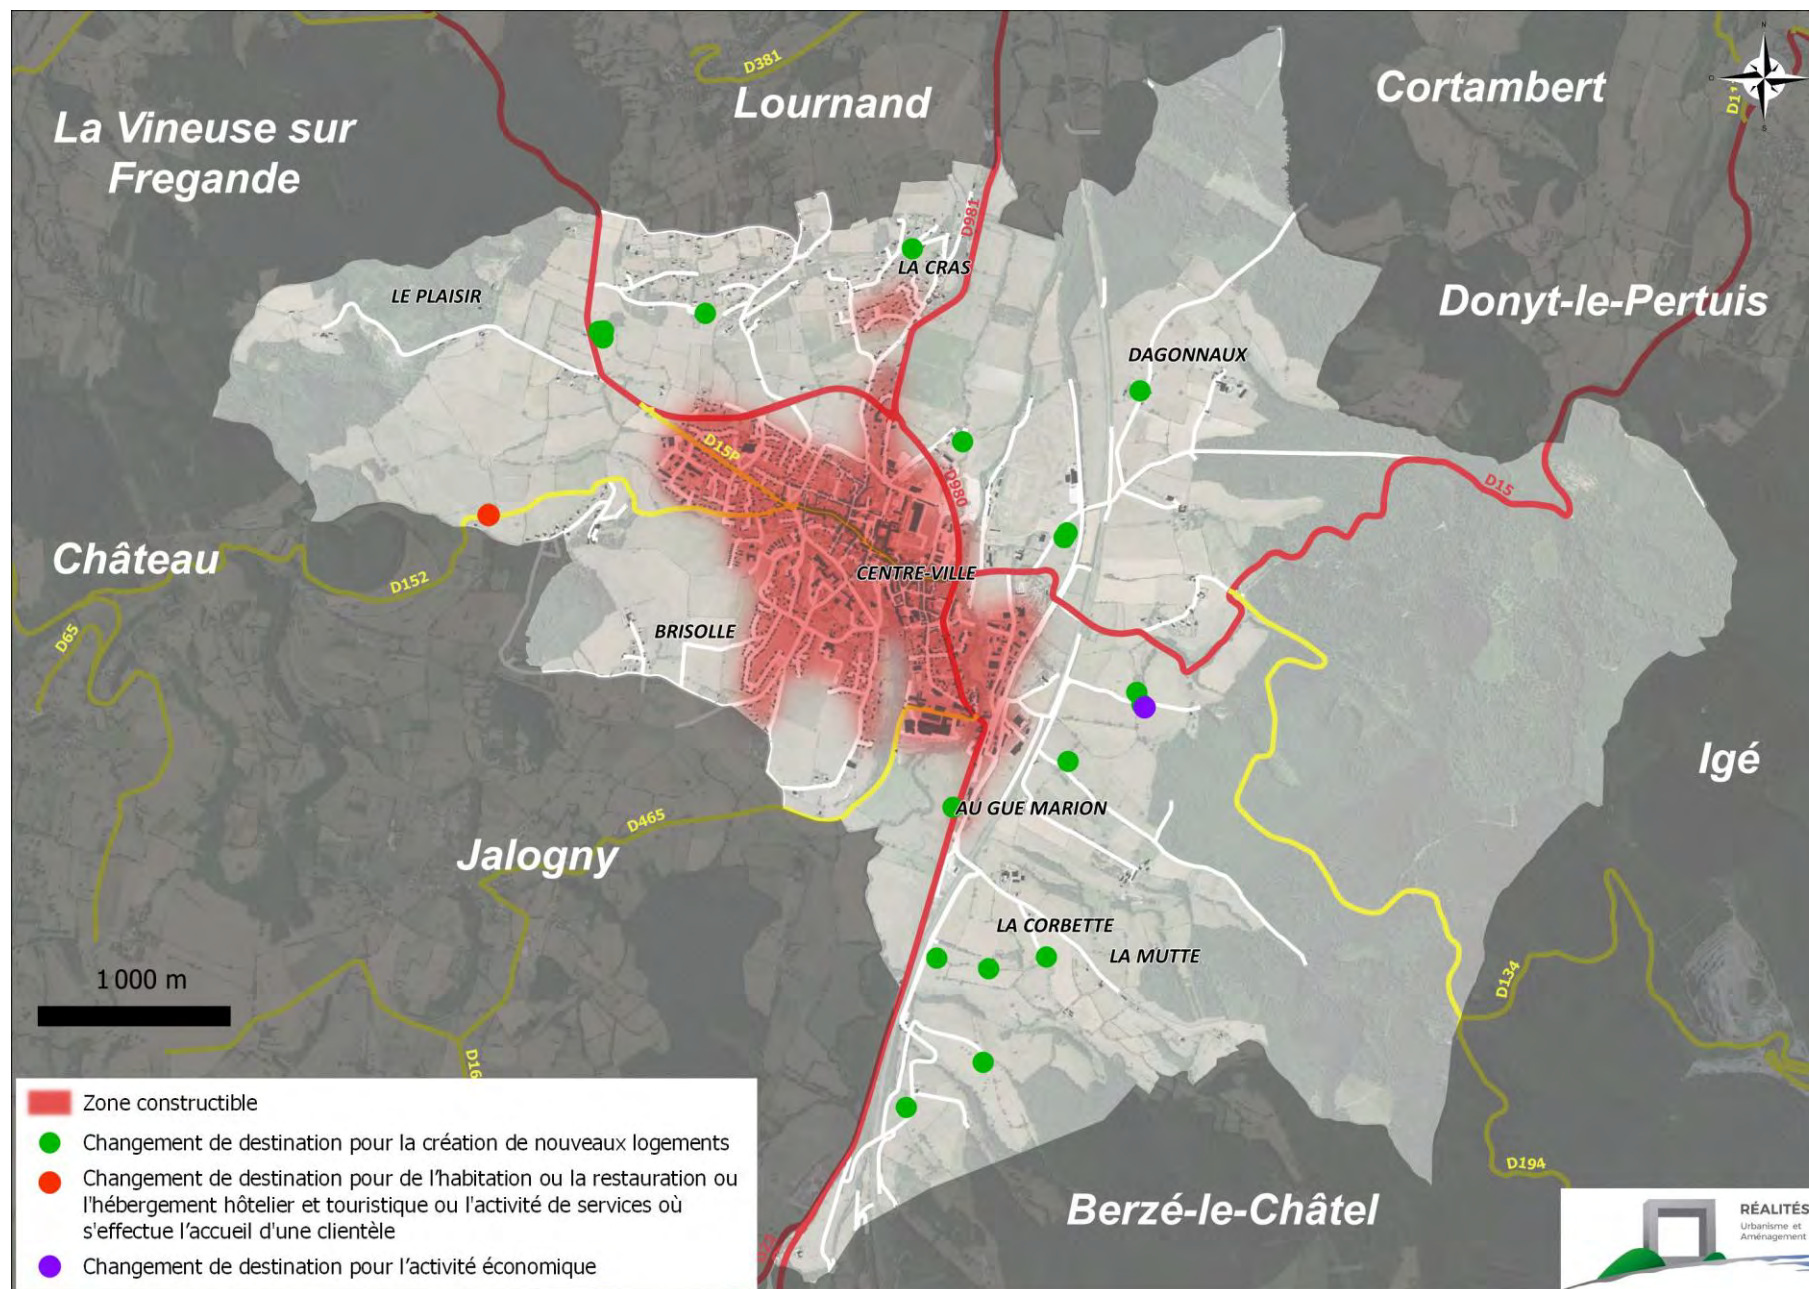 D381
Cortambert
N
O
S
Lournand
La Vineuse sur
Fregande
D981
LA CRAS
LE PLAISIR
Donyt-le-Pertuis
DAGONNAUX
D15P
D980
D15
Château
D152
CENTRE-VILLE
D65
BRISOLLE
Igé
AU GUE MARION
D465
Jalogny
LA CORBETTE
LA MUTTE
1 000 m
D134
D16
D194
Berzé-le-Châtel
Zone constructible
Changement de destination pour la création de nouveaux logements
Changement de destination pour de l'habitation ou la restauration ou
l'hébergement hôtelier et touristique ou l'activité de services où
s'effectue l'accueil d'une clientèle
Changement de destination pour l'activité économique
RÉALITÉS
Urbanisme et
Aménagement